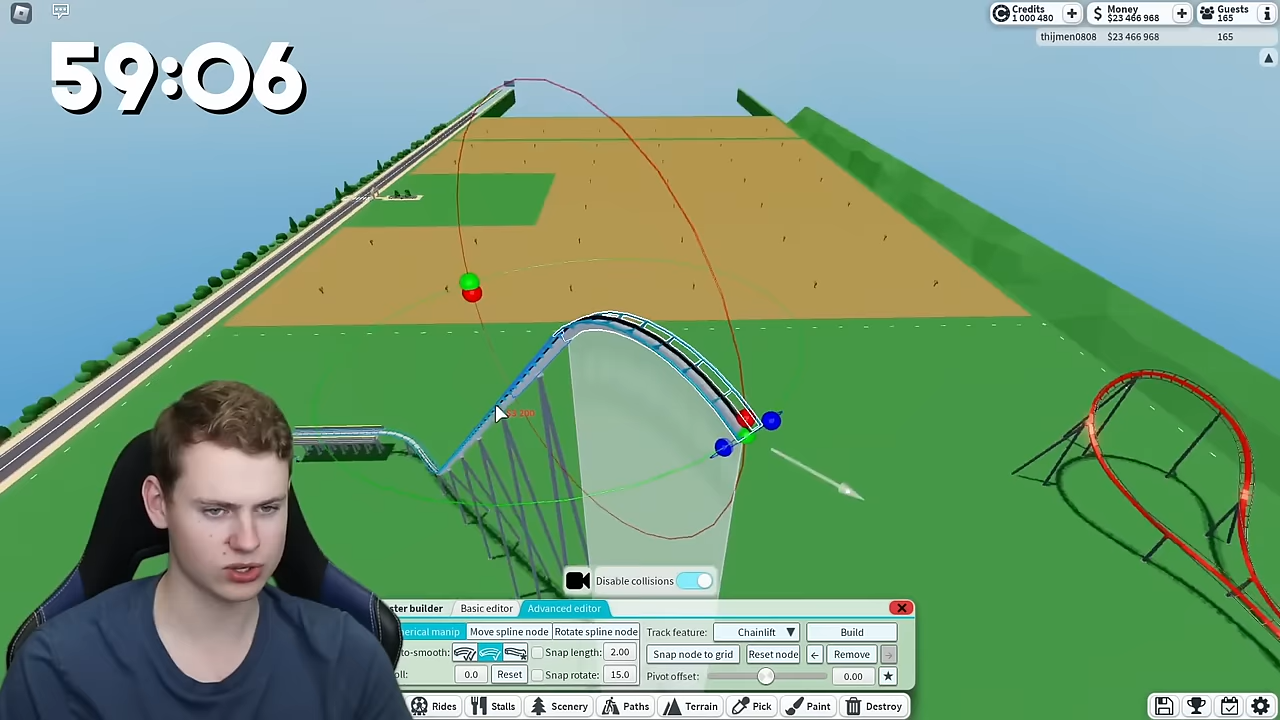 Credits
1 000 480
+
Money
$23 466 968
+
Guests
165
thijmen0808 $23 466 968 165
59:06
Disable collisions
ster builder Basic editor Advanced editor X
erical manip Move spline node Rotate spline node
to-smooth: Snap length: 2.00
ll: 0.0 Reset Snap rotate: 15.0
Track feature: Chainlift ▼ Build
Snap node to grid Reset node ← Remove →
Pivot offset: 0.00 ★
Rides Stalls Scenery Paths Terrain Pick Paint Destroy